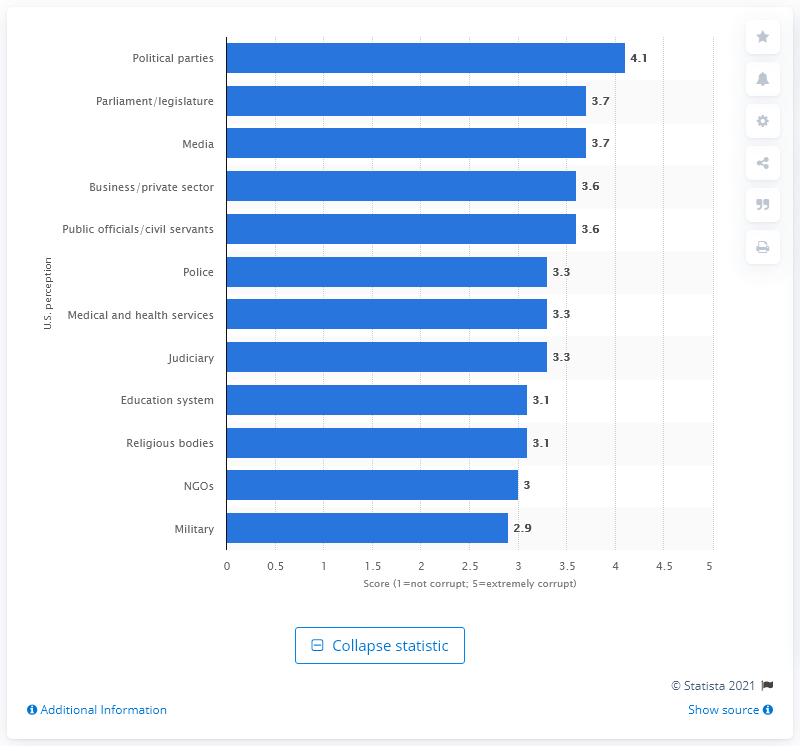 Political parties 4.1
Parliament/legislature 3.7
Media 3.7
Business/private sector 3.6
Public officials/civil servants 3.6
Police 3.3
U.S. perception
Medical and health services 3.3
Judiciary 3.3
Education system 3.1
Religious bodies 3.1
NGOs 3
Military 2.9
0 0.5 1 1.5 2 2.5 3 3.5 4 4.5 5
Score (1=not corrupt; 5=extremely corrupt)
Collapse statistic
© Statista 2021
Additional Information Show source